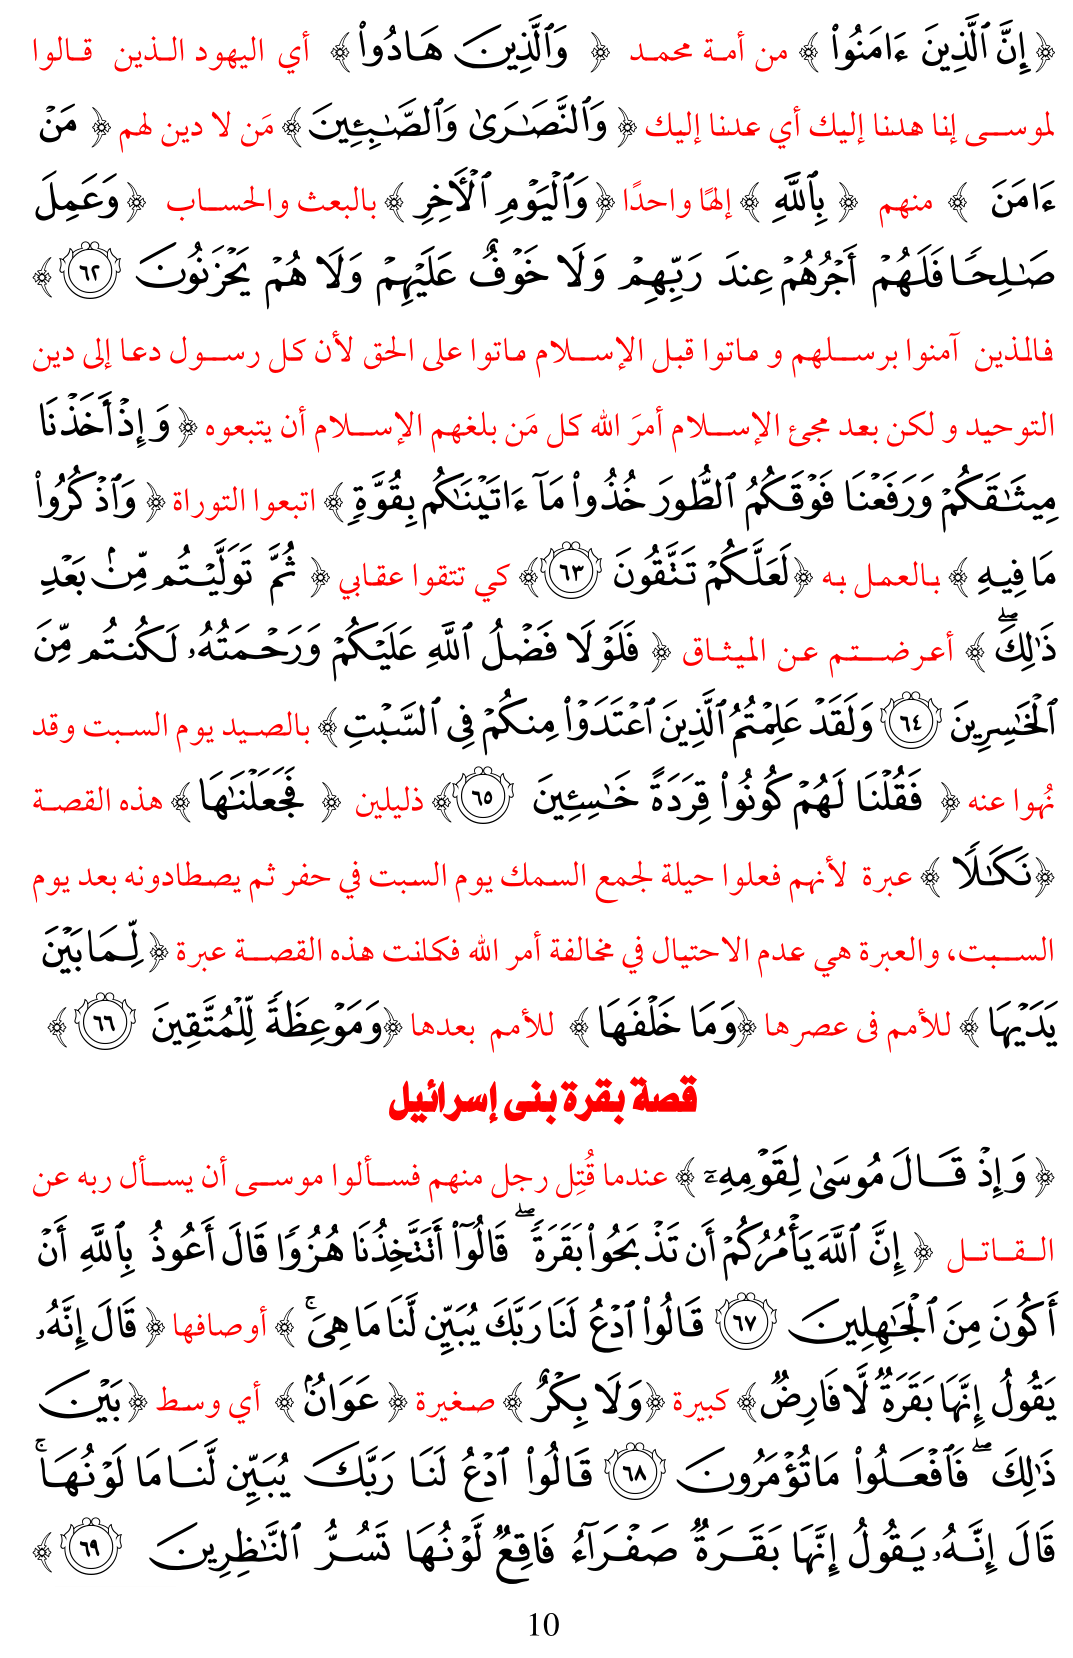 ﴿ إِنَّ ٱلَّذِينَ ءَامَنُوا۟ ﴾ من أمة محمد ﴿ وَٱلَّذِينَ هَادُوا۟ ﴾ أي اليهود الذين قالوا
لموسى إنا هدنا إليك أي عدنا إليك ﴿ وَٱلنَّصَـٰرَىٰ وَٱلصَّـٰبِـِٔينَ ﴾ مَن لا دين لهم ﴿ مَنْ
ءَامَنَ ﴾ منهم ﴿ بِٱللَّهِ ﴾ إلهًا واحدًا ﴿ وَٱلْيَوْمِ ٱلْـَٔاخِرِ ﴾ بالبعث والحساب ﴿ وَعَمِلَ
صَـٰلِحًا فَلَهُمْ أَجْرُهُمْ عِندَ رَبِّهِمْ وَلَا خَوْفٌ عَلَيْهِمْ وَلَا هُمْ يَحْزَنُونَ ٦٢ ﴾
فالذين آمنوا برسلهم و ماتوا قبل الإسلام ماتوا على الحق لأن كل رسول دعا إلى دين
التوحيد و لكن بعد مجئ الإسلام أمرَ الله كل مَن بلغهم الإسلام أن يتبعوه ﴿ وَإِذْ أَخَذْنَا
مِيثَـٰقَكُمْ وَرَفَعْنَا فَوْقَكُمُ ٱلطُّورَ خُذُوا۟ مَآ ءَاتَيْنَـٰكُم بِقُوَّةٍ ﴾ اتبعوا التوراة ﴿ وَٱذْكُرُوا۟
مَا فِيهِ ﴾ بالعمل به ﴿ لَعَلَّكُمْ تَتَّقُونَ ٦٣ ﴾ كي تتقوا عقابي ﴿ ثُمَّ تَوَلَّيْتُم مِّنۢ بَعْدِ
ذَٰلِكَ ۖ ﴾ أعرضتم عن الميثاق ﴿ فَلَوْلَا فَضْلُ ٱللَّهِ عَلَيْكُمْ وَرَحْمَتُهُۥ لَكُنتُم مِّنَ
ٱلْخَـٰسِرِينَ ٦٤ وَلَقَدْ عَلِمْتُمُ ٱلَّذِينَ ٱعْتَدَوْا۟ مِنكُمْ فِى ٱلسَّبْتِ ﴾ بالصيد يوم السبت وقد
نُهوا عنه ﴿ فَقُلْنَا لَهُمْ كُونُوا۟ قِرَدَةً خَـٰسِـِٔينَ ٦٥ ﴾ ذليلين ﴿ فَجَعَلْنَـٰهَا ﴾ هذه القصة
﴿ نَكَـٰلًا ﴾ عبرة لأنهم فعلوا حيلة لجمع السمك يوم السبت في حفر ثم يصطادونه بعد يوم
السبت، والعبرة هي عدم الاحتيال في مخالفة أمر الله فكانت هذه القصة عبرة ﴿ لِّمَا بَيْنَ
يَدَيْهَا ﴾ للأمم فى عصرها ﴿ وَمَا خَلْفَهَا ﴾ للأمم بعدها ﴿ وَمَوْعِظَةً لِّلْمُتَّقِينَ ٦٦ ﴾
قصة بقرة بنى إسرائيل
﴿ وَإِذْ قَالَ مُوسَىٰ لِقَوْمِهِۦٓ ﴾ عندما قُتِل رجل منهم فسألوا موسى أن يسأل ربه عن
القاتل ﴿ إِنَّ ٱللَّهَ يَأْمُرُكُمْ أَن تَذْبَحُوا۟ بَقَرَةً ۖ قَالُوٓا۟ أَتَتَّخِذُنَا هُزُوًا قَالَ أَعُوذُ بِٱللَّهِ أَنْ
أَكُونَ مِنَ ٱلْجَـٰهِلِينَ ٦٧ قَالُوا۟ ٱدْعُ لَنَا رَبَّكَ يُبَيِّن لَّنَا مَا هِىَ ۚ ﴾ أوصافها ﴿ قَالَ إِنَّهُۥ
يَقُولُ إِنَّهَا بَقَرَةٌ لَّا فَارِضٌ ﴾ كبيرة ﴿ وَلَا بِكْرٌ ﴾ صغيرة ﴿ عَوَانٌۢ ﴾ أي وسط ﴿ بَيْنَ
ذَٰلِكَ ۖ فَٱفْعَلُوا۟ مَا تُؤْمَرُونَ ٦٨ قَالُوا۟ ٱدْعُ لَنَا رَبَّكَ يُبَيِّن لَّنَا مَا لَوْنُهَا ۚ
قَالَ إِنَّهُۥ يَقُولُ إِنَّهَا بَقَرَةٌ صَفْرَآءُ فَاقِعٌ لَّوْنُهَا تَسُرُّ ٱلنَّـٰظِرِينَ ٦٩ ﴾
10